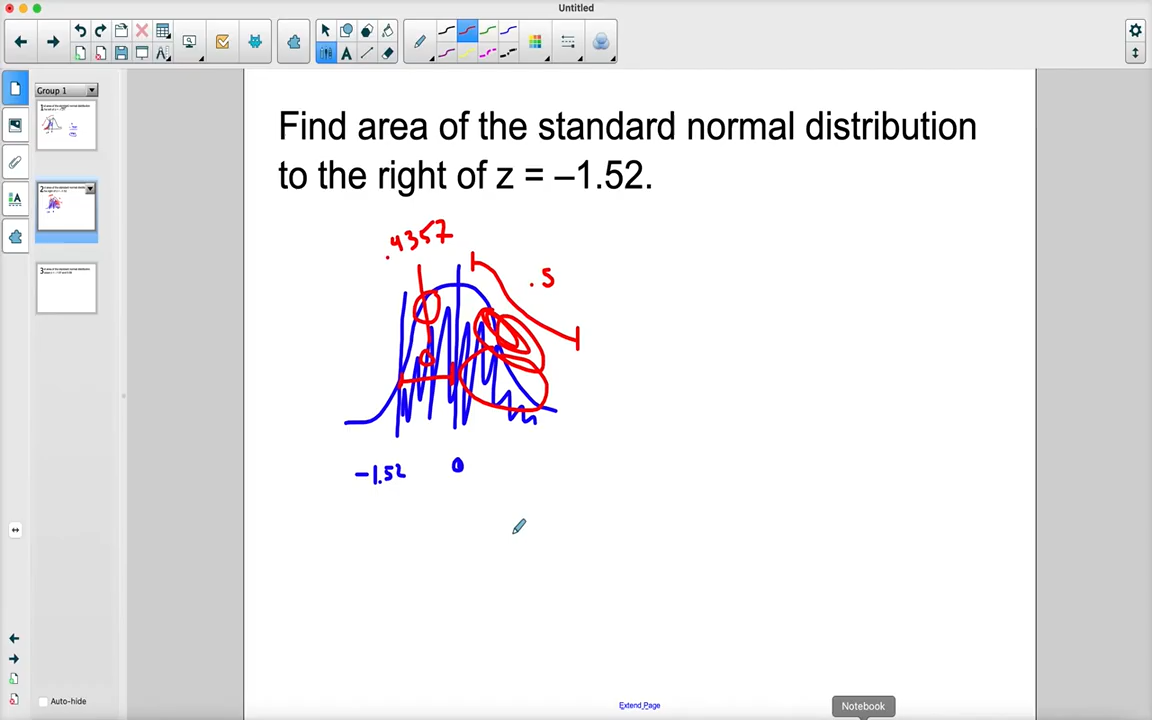 Untitled
Group 1
Find area of the standard normal distribution
to the right of z = –1.52.
.4357
.5
-1.52
0
Auto-hide
Extend Page
Notebook